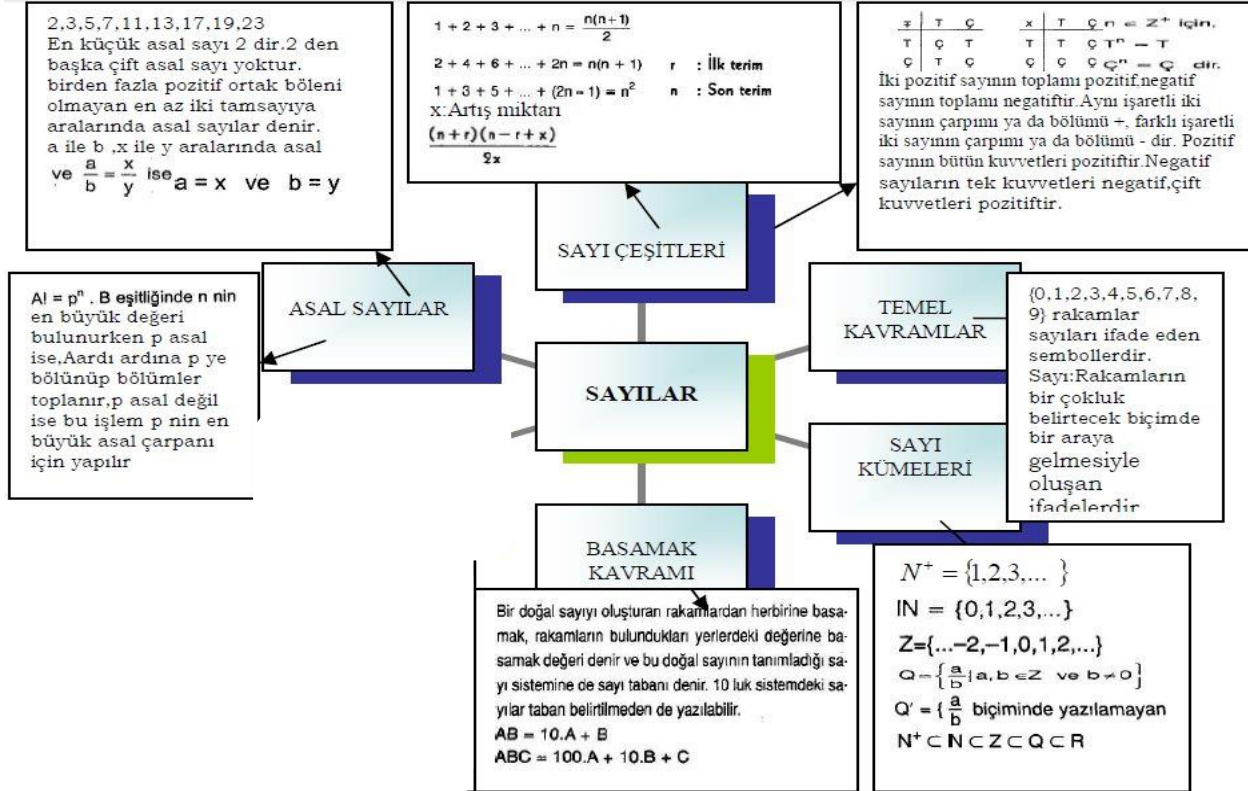 2,3,5,7,11,13,17,19,23
En küçük asal sayı 2 dir.2 den
başka çift asal sayı yoktur.
birden fazla pozitif ortak böleni
olmayan en az iki tamsayıya
aralarında asal sayılar denir.
a ile b ,x ile y aralarında asal
ve a/b = x/y ise a = x ve b = y
1 + 2 + 3 + ... + n = n(n+1)/2
2 + 4 + 6 + ... + 2n = n(n + 1) r : İlk terim
1 + 3 + 5 + ... + (2n - 1) = n² n : Son terim
x:Artış miktarı
(n + r)(n - r + x)/2x
∓ T Ç x T Ç n ∈ Z⁺ için,
T Ç T T T Ç Tⁿ = T
Ç T Ç Ç Ç Ç Çⁿ = Ç dir.
İki pozitif sayının toplamı pozitif,negatif
sayının toplamı negatiftir.Aynı işaretli iki
sayının çarpımı ya da bölümü +, farklı işaretli
iki sayının çarpımı ya da bölümü - dir. Pozitif
sayının bütün kuvvetleri pozitiftir.Negatif
sayıların tek kuvvetleri negatif,çift
kuvvetleri pozitiftir.
SAYI ÇEŞİTLERİ
ASAL SAYILAR
TEMEL
KAVRAMLAR
SAYILAR
SAYI
KÜMELERİ
BASAMAK
KAVRAMI
A! = pⁿ . B eşitliğinde n nin
en büyük değeri
bulunurken p asal
ise,Aardı ardına p ye
bölünüp bölümler
toplanır,p asal değil
ise bu işlem p nin en
büyük asal çarpanı
için yapılır
{0,1,2,3,4,5,6,7,8,
9} rakamlar
sayıları ifade eden
sembollerdir.
Sayı:Rakamların
bir çokluk
belirtecek biçimde
bir araya
gelmesiyle
oluşan
ifadelerdir
Bir doğal sayıyı oluşturan rakamlardan herbirine basa-
mak, rakamların bulundukları yerlerdeki değerine ba-
samak değeri denir ve bu doğal sayının tanımladığı sa-
yı sistemine de sayı tabanı denir. 10 luk sistemdeki sa-
yılar taban belirtilmeden de yazılabilir.
AB = 10.A + B
ABC = 100.A + 10.B + C
N⁺ = {1,2,3,... }
IN = {0,1,2,3,...}
Z={...−2,−1,0,1,2,...}
Q={a/b|a,b∈Z ve b≠0}
Q' = {a/b biçiminde yazılamayan
N⁺ ⊂ N ⊂ Z ⊂ Q ⊂ R